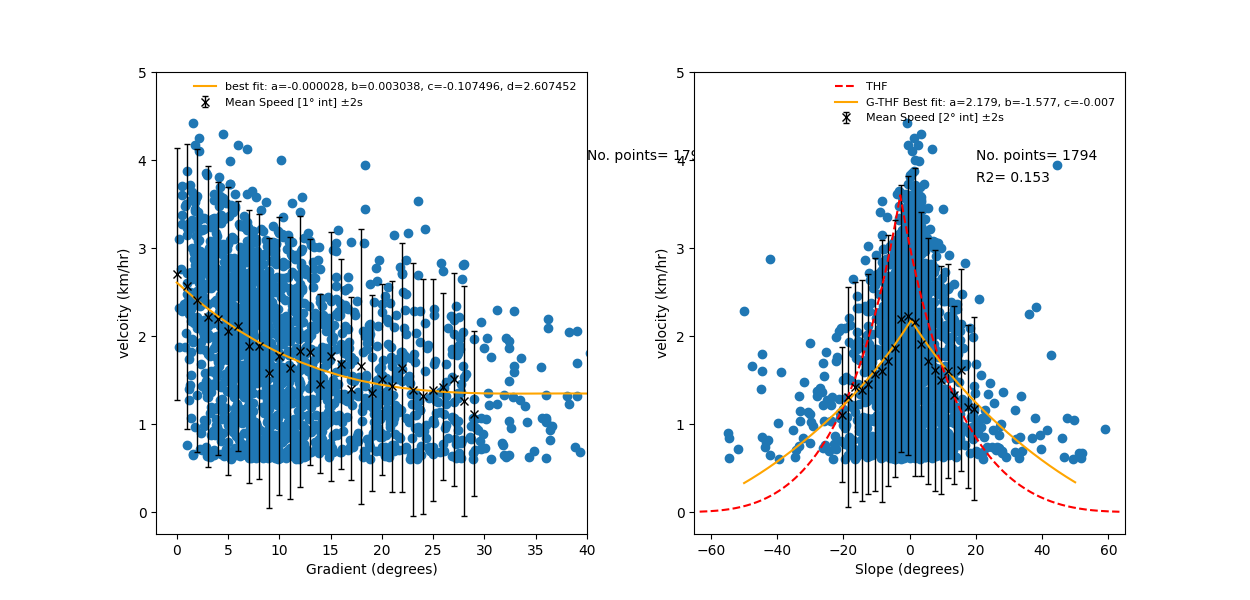 best fit: a=-0.000028, b=0.003038, c=-0.107496, d=2.607452
Mean Speed [1° int] ±2s
5
4
3
2
1
0
velcoity (km/hr)
0 5 10 15 20 25 30 35 40
Gradient (degrees)
No. points= 179
THF
G-THF Best fit: a=2.179, b=-1.577, c=-0.007
Mean Speed [2° int] ±2s
No. points= 1794
R2= 0.153
5
4
3
2
1
0
velocity (km/hr)
−60 −40 −20 0 20 40 60
Slope (degrees)